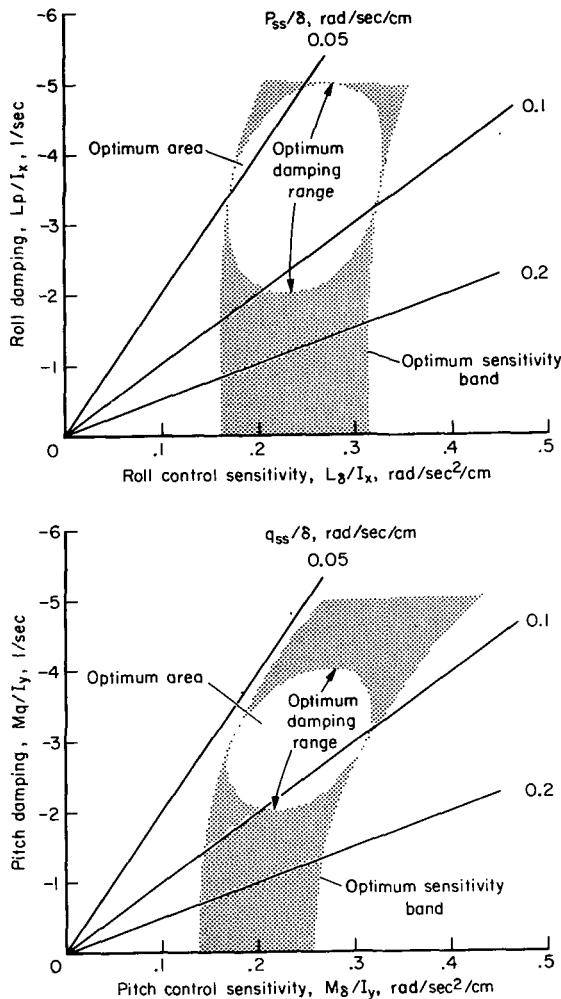 Pss/δ, rad/sec/cm
0.05
0.1
0.2
-6
-5
-4
-3
-2
-1
0
.1
.2
.3
.4
.5
Roll damping, Lp/Ix, 1/sec
Optimum area
Optimum
damping
range
Optimum sensitivity
band
Roll control sensitivity, Lδ/Ix, rad/sec²/cm
qss/δ, rad/sec/cm
0.05
0.1
0.2
-6
-5
-4
-3
-2
-1
0
.1
.2
.3
.4
.5
Pitch damping, Mq/Iy, 1/sec
Optimum area
Optimum
damping
range
Optimum sensitivity
band
Pitch control sensitivity, Mδ/Iy, rad/sec²/cm